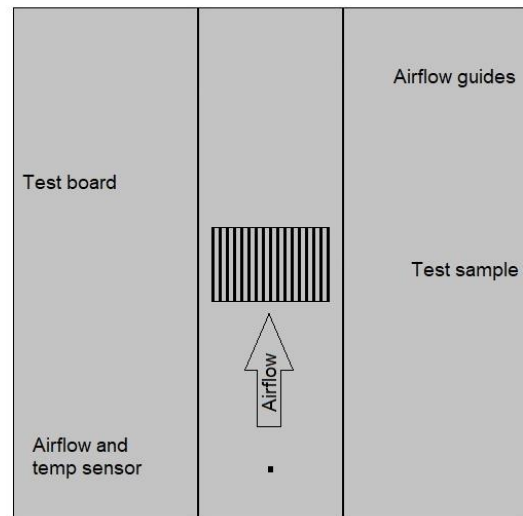 Airflow guides
Test board
Test sample
Airflow
Airflow and
temp sensor